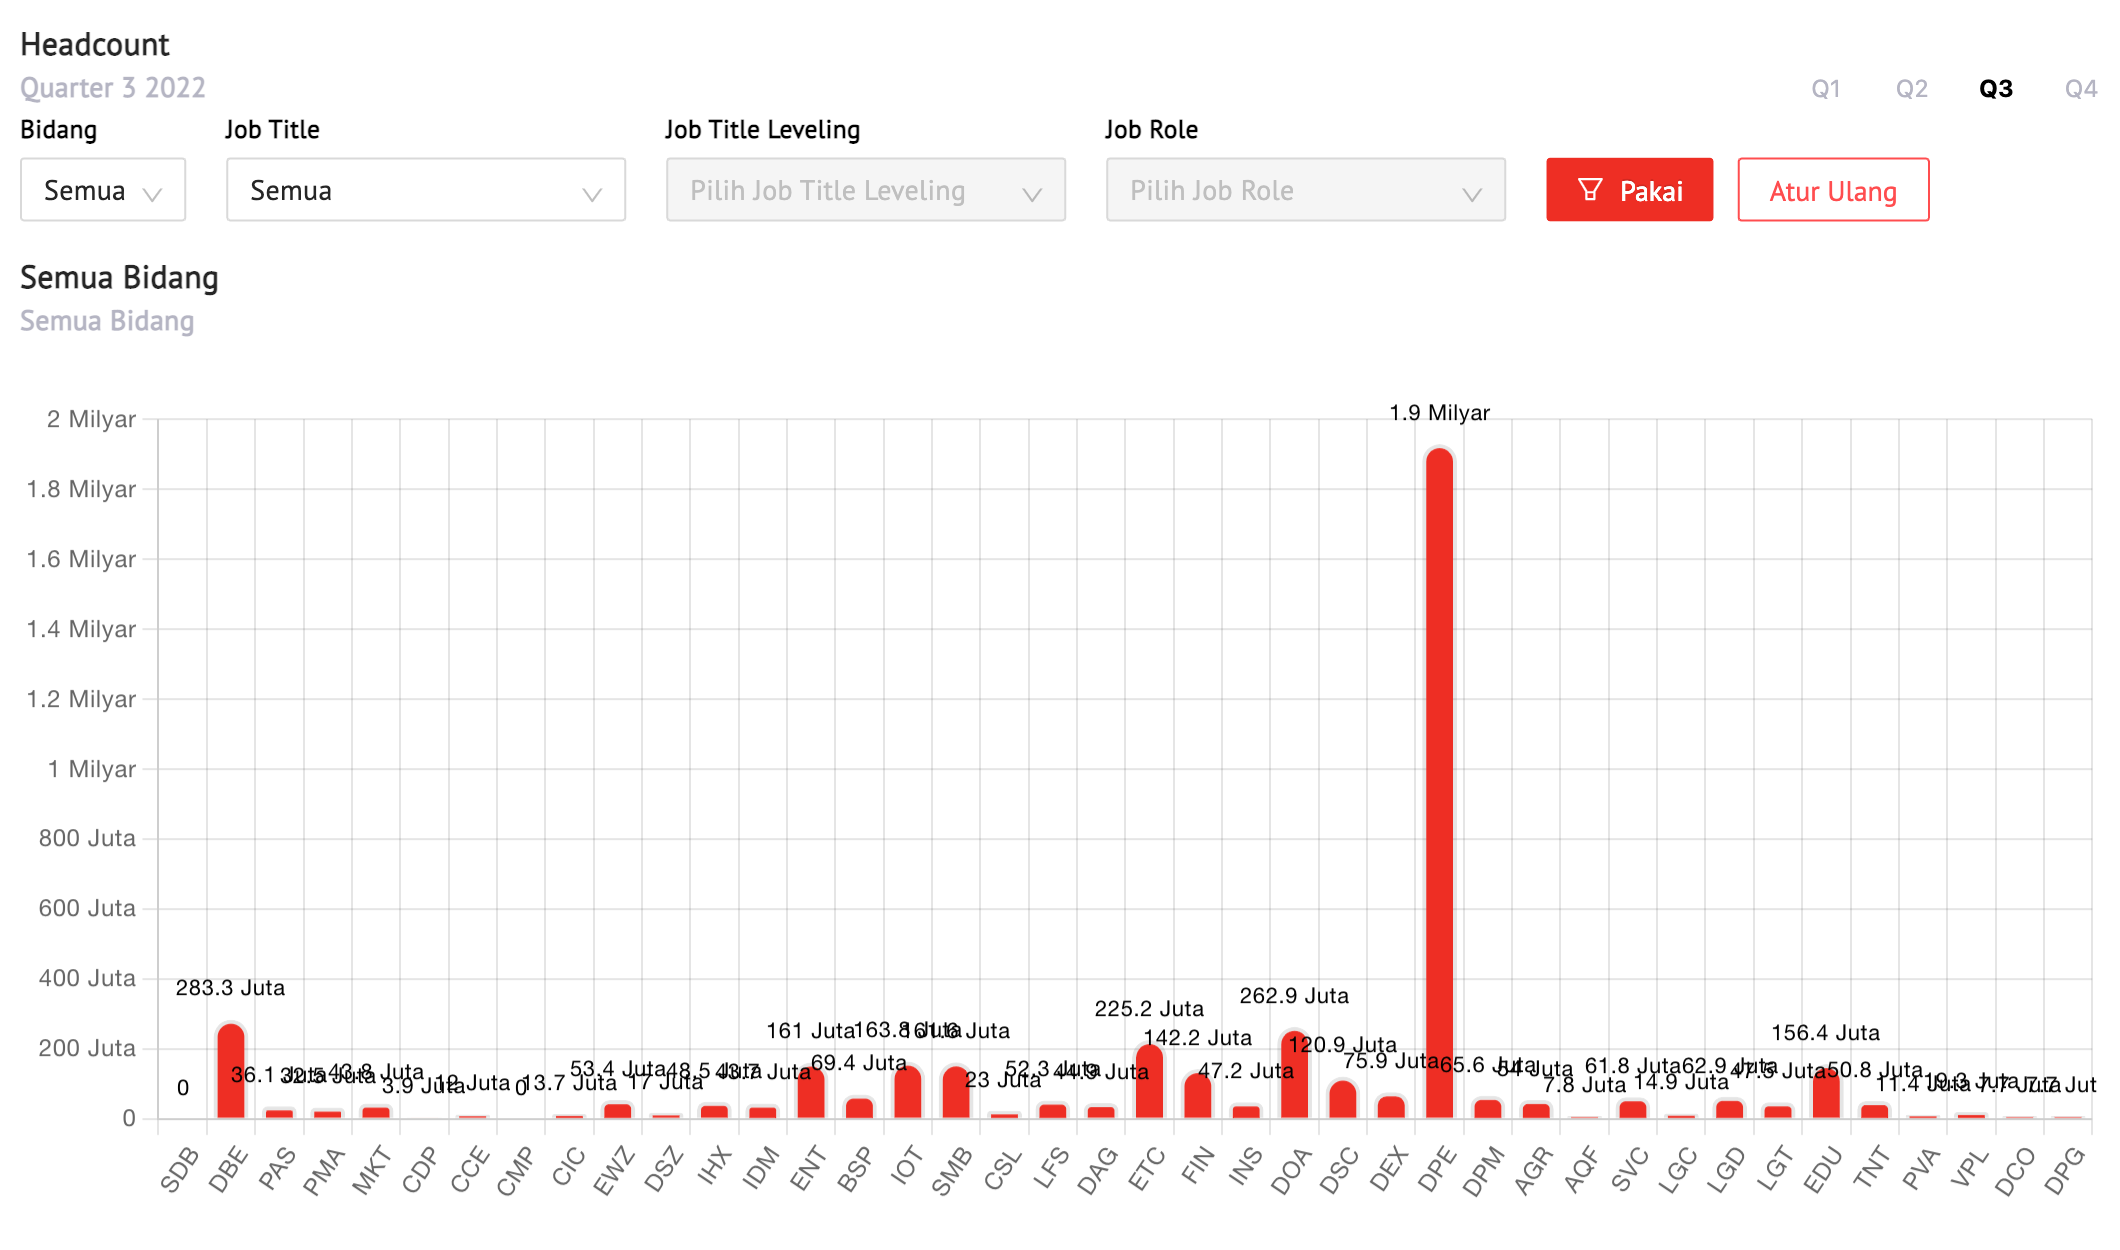 Headcount
Quarter 3 2022
Q1 Q2 Q3 Q4
Bidang Job Title Job Title Leveling Job Role
Semua Semua Pilih Job Title Leveling Pilih Job Role Pakai Atur Ulang
Semua Bidang
Semua Bidang
2 Milyar
1.8 Milyar
1.6 Milyar
1.4 Milyar
1.2 Milyar
1 Milyar
800 Juta
600 Juta
400 Juta
200 Juta
0
0
283.3 Juta
36.1 Juta
32.5 Juta
43.8 Juta
3.9 Juta
12 Juta
0
13.7 Juta
53.4 Juta
17 Juta
48.5 Juta
43.7 Juta
161 Juta
69.4 Juta
163.8 Juta
161.6 Juta
23 Juta
52.3 Juta
44.9 Juta
225.2 Juta
142.2 Juta
47.2 Juta
262.9 Juta
120.9 Juta
75.9 Juta
1.9 Milyar
65.6 Juta
54 Juta
7.8 Juta
61.8 Juta
14.9 Juta
62.9 Juta
47.5 Juta
156.4 Juta
50.8 Juta
11.4 Juta
19.3 Juta
7.7 Juta
7.7 Jut
SDB DBE PAS PMA MKT CDP CCE CMP CIC EWZ DSZ IHX IDM ENT BSP IOT SMB CSL LFS DAG ETC FIN INS DOA DSC DEX DPE DPM AGR AQF SVC LGC LGD LGT EDU TNT PVA VPL DCO DPG